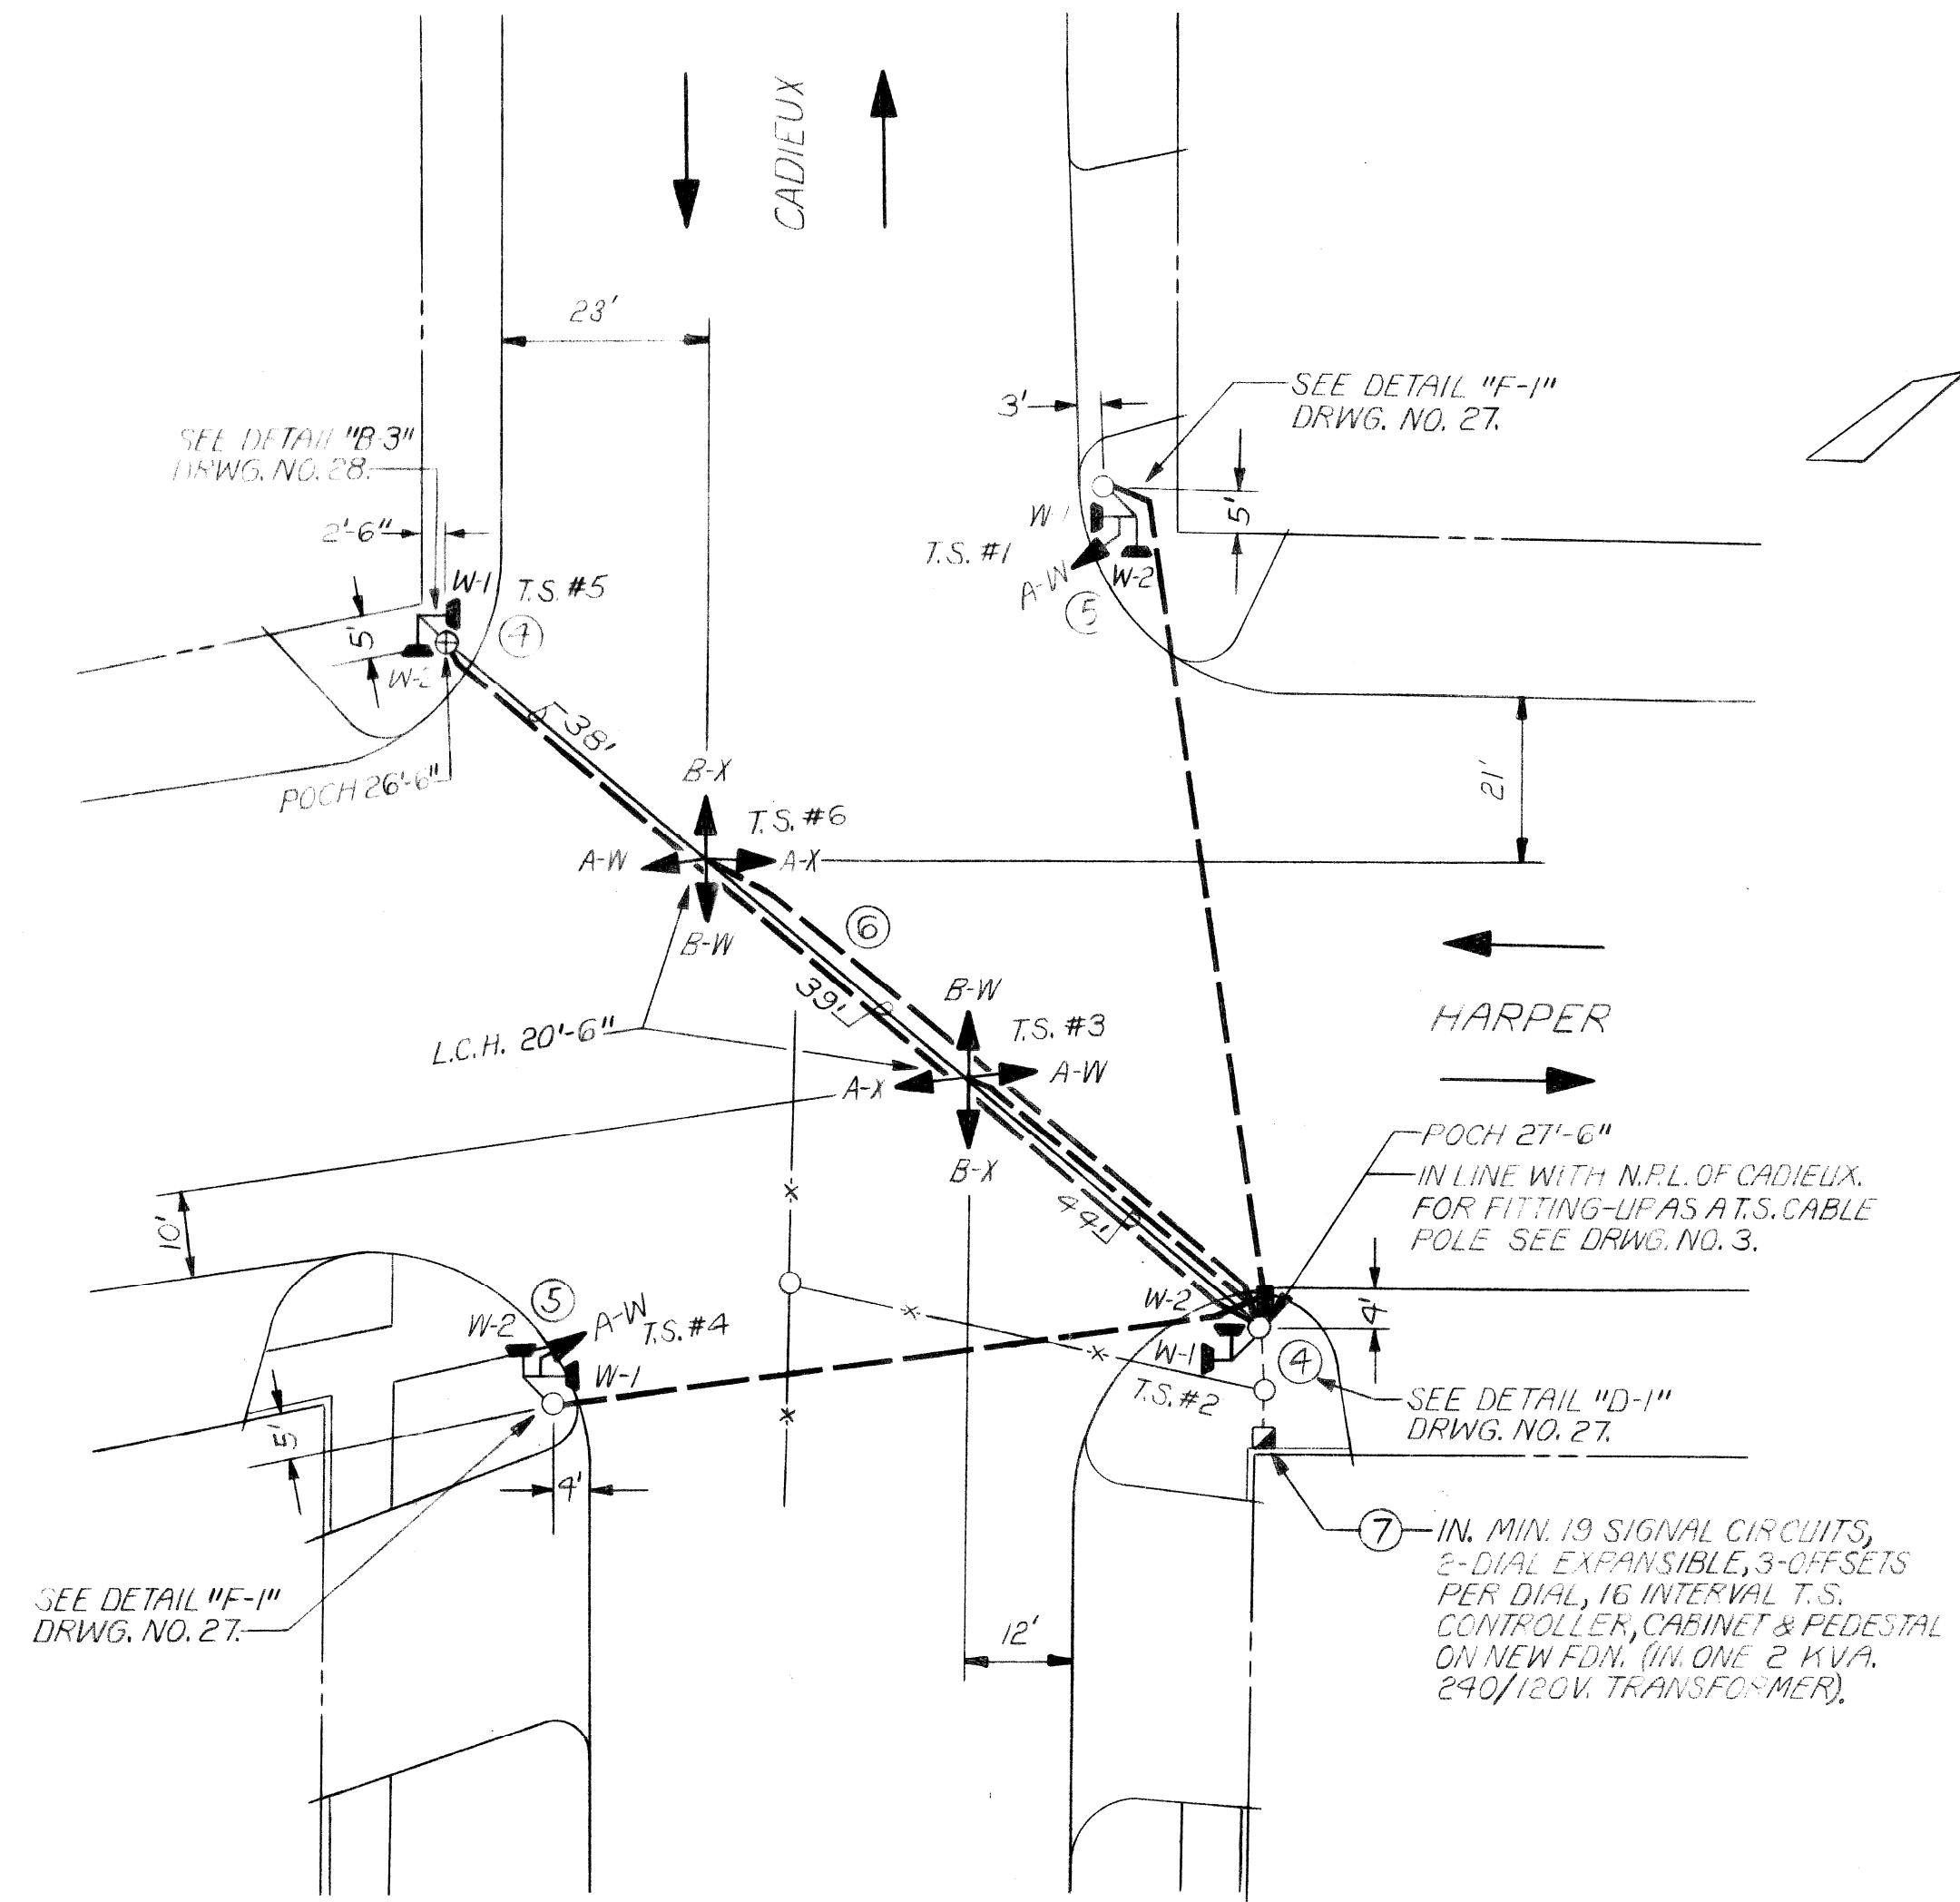 CADIEUX
23'
SEE DETAIL "F-1"
DRWG. NO. 27.
3'
5'
W-1
T.S. #1
A-W
W-2
5
SEE DETAIL "B-3"
DRWG. NO. 28.
2'-6"
W-1
T.S. #5
4
5'
W-2
POCH 26'-6"
38'
21'
B-X
T.S. #6
A-W
A-X
B-W
6
39'
L.C.H. 20'-6"
B-W
T.S. #3
A-W
A-X
B-X
44'
HARPER
POCH 27'-6"
IN LINE WITH N.P.L. OF CADIEUX.
FOR FITTING-UP AS A T.S. CABLE
POLE SEE DRWG. NO. 3.
10'
4'
W-2
W-1
4
T.S. #2
SEE DETAIL "D-1"
DRWG. NO. 27.
5
W-2
A-W
T.S. #4
W-1
5'
4'
SEE DETAIL "F-1"
DRWG. NO. 27.
12'
7
IN. MIN. 19 SIGNAL CIRCUITS,
2-DIAL EXPANSIBLE, 3-OFFSETS
PER DIAL, 16 INTERVAL T.S.
CONTROLLER, CABINET & PEDESTAL
ON NEW FDN. (IN. ONE 2 KVA.
240/120V. TRANSFORMER).